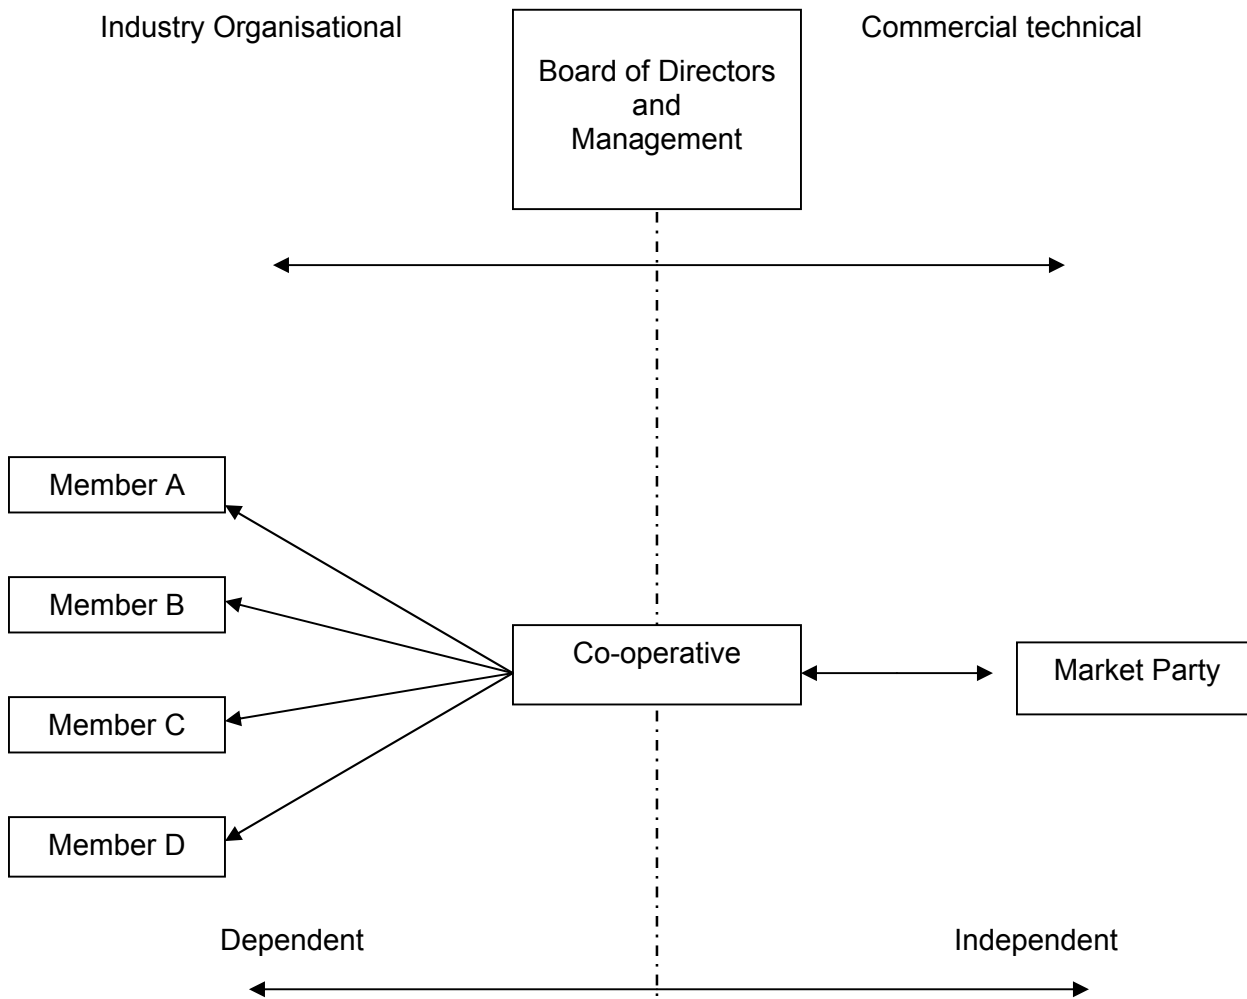 Industry Organisational
Commercial technical
Board of Directors
and
Management
Member A
Member B
Member C
Member D
Co-operative
Market Party
Dependent
Independent